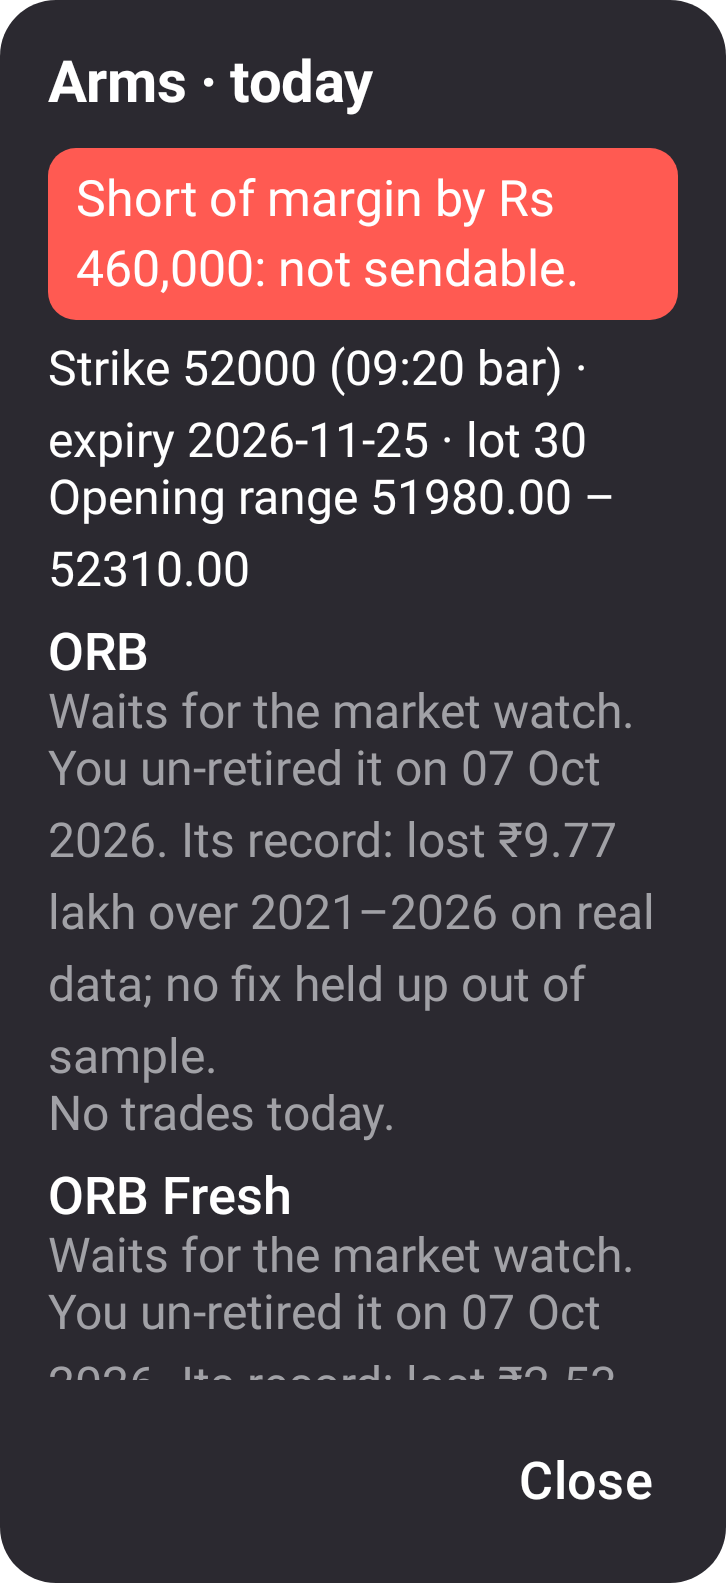 Arms · today
Short of margin by Rs
460,000: not sendable.
Strike 52000 (09:20 bar) ·
expiry 2026-11-25 · lot 30
Opening range 51980.00 –
52310.00
ORB
Waits for the market watch.
You un-retired it on 07 Oct
2026. Its record: lost ₹9.77
lakh over 2021–2026 on real
data; no fix held up out of
sample.
No trades today.
ORB Fresh
Waits for the market watch.
You un-retired it on 07 Oct
2026. Its record: lost
Close